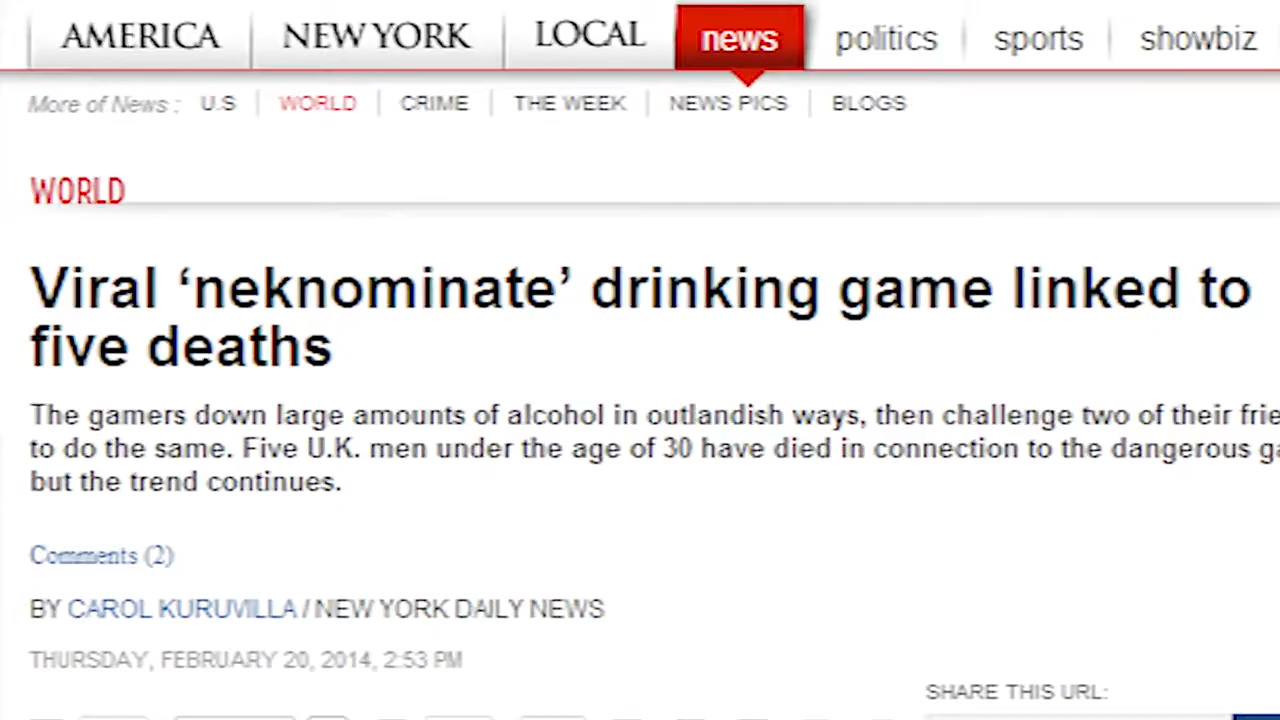 AMERICA NEW YORK LOCAL news politics sports showbiz
More of News : U.S WORLD CRIME THE WEEK NEWS PICS BLOGS
WORLD
Viral ‘neknominate’ drinking game linked to
five deaths
The gamers down large amounts of alcohol in outlandish ways, then challenge two of their frie
to do the same. Five U.K. men under the age of 30 have died in connection to the dangerous ga
but the trend continues.
Comments (2)
BY CAROL KURUVILLA / NEW YORK DAILY NEWS
THURSDAY, FEBRUARY 20, 2014, 2:53 PM
SHARE THIS URL: